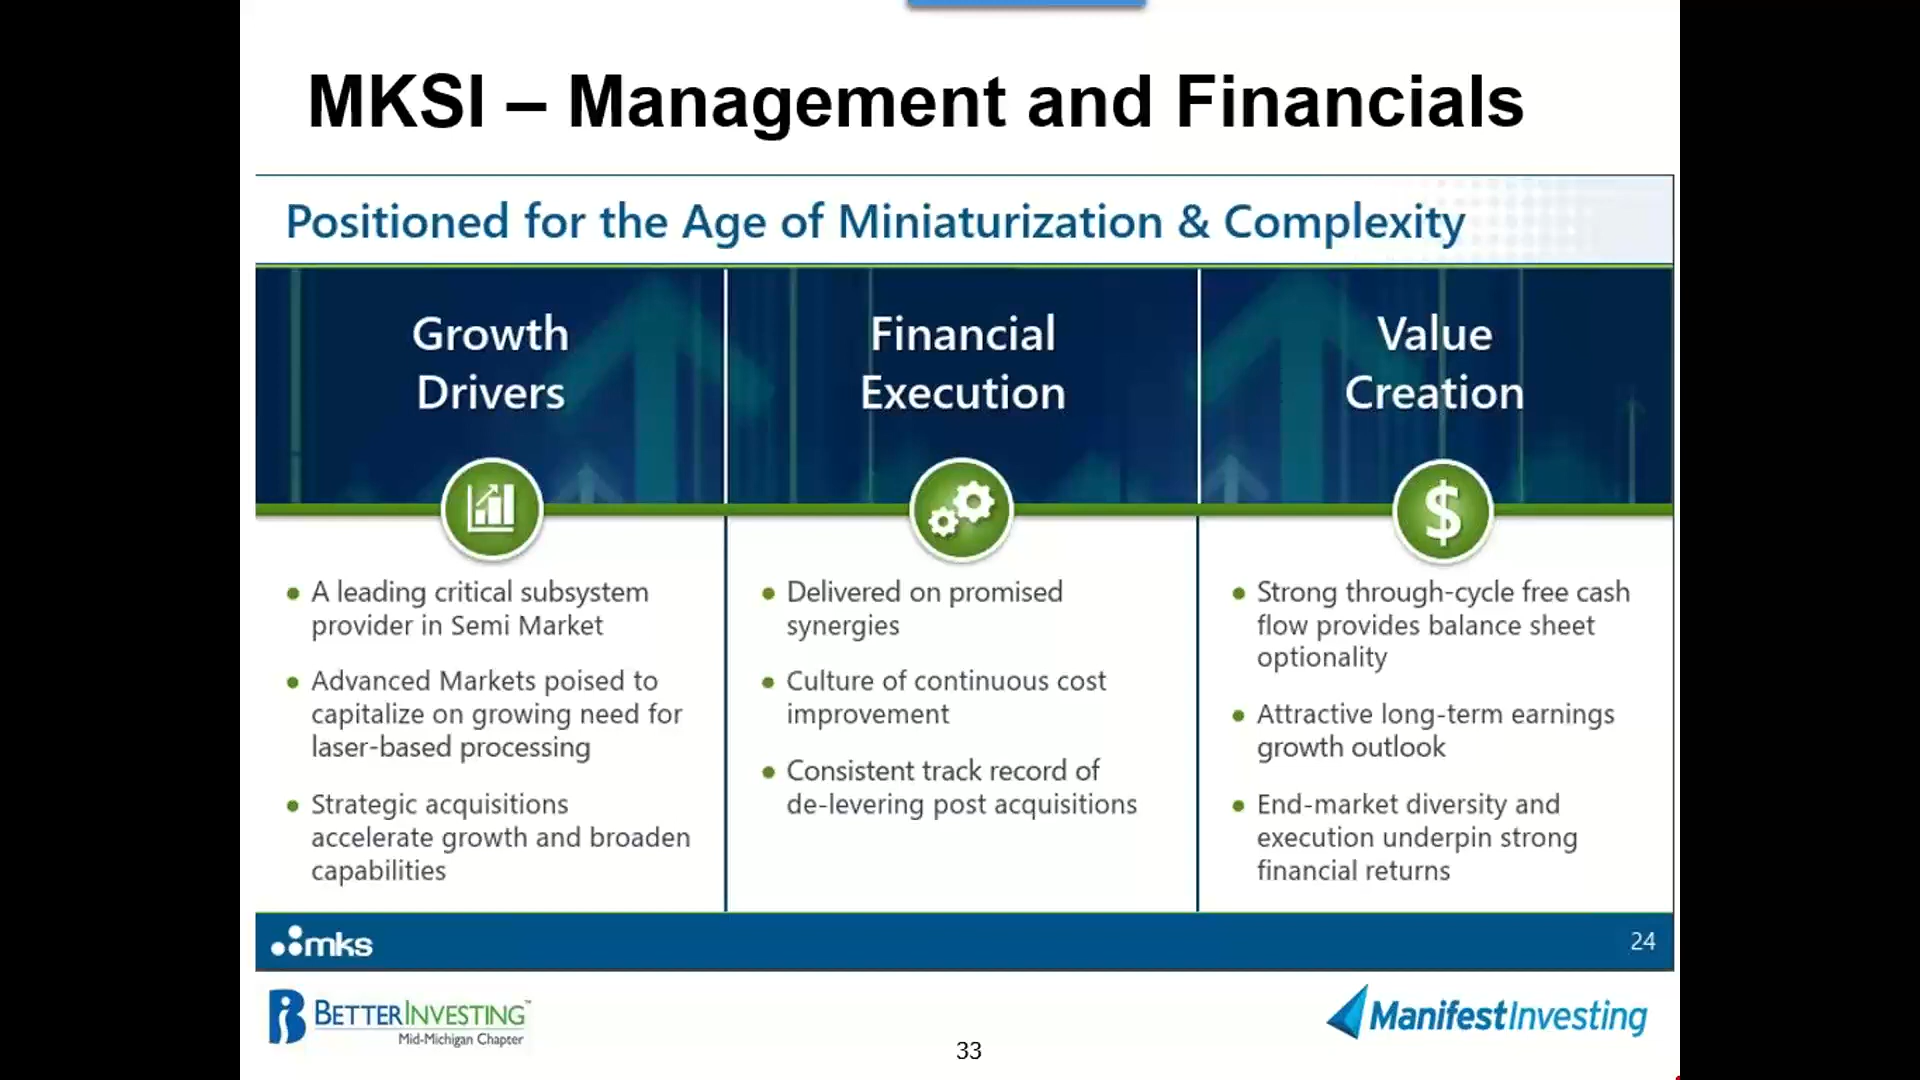 MKSI – Management and Financials
Positioned for the Age of Miniaturization & Complexity
Growth
Drivers
• A leading critical subsystem
provider in Semi Market
• Advanced Markets poised to
capitalize on growing need for
laser-based processing
• Strategic acquisitions
accelerate growth and broaden
capabilities
Financial
Execution
• Delivered on promised
synergies
• Culture of continuous cost
improvement
• Consistent track record of
de-levering post acquisitions
Value
Creation
$
• Strong through-cycle free cash
flow provides balance sheet
optionality
• Attractive long-term earnings
growth outlook
• End-market diversity and
execution underpin strong
financial returns
mks
24
BETTERINVESTING™
Mid-Michigan Chapter
33
ManifestInvesting